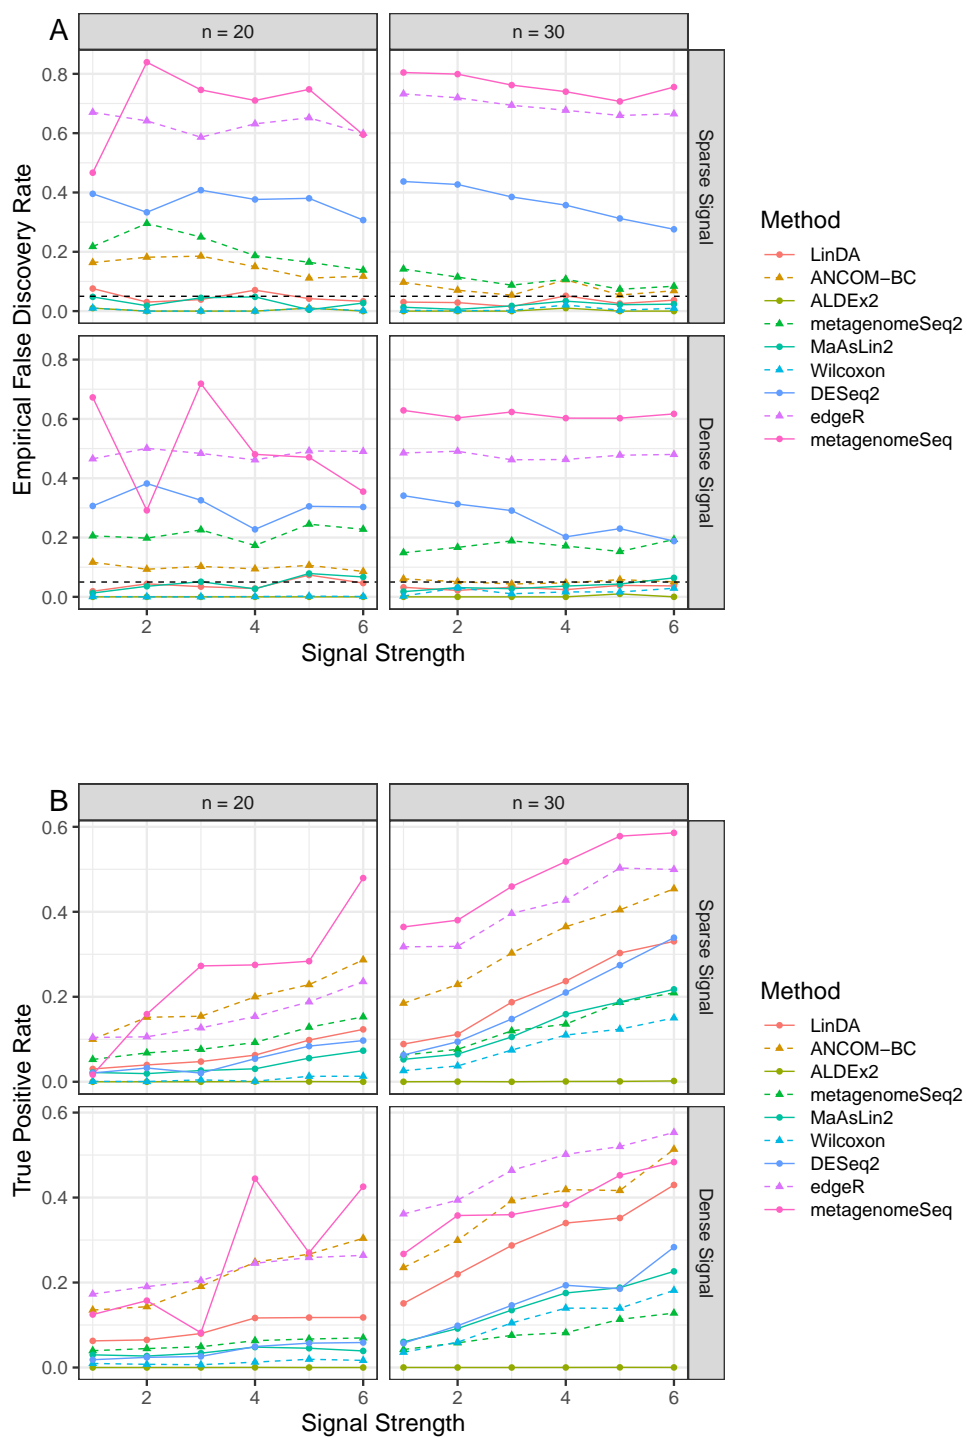 A
n = 20
n = 30
Empirical False Discovery Rate
0.8
0.6
0.4
0.2
0.0
Sparse Signal
0.8
0.6
0.4
0.2
0.0
Dense Signal
2
4
6
2
4
6
Signal Strength
Method
LinDA
ANCOM−BC
ALDEx2
metagenomeSeq2
MaAsLin2
Wilcoxon
DESeq2
edgeR
metagenomeSeq
B
n = 20
n = 30
True Positive Rate
0.6
0.4
0.2
0.0
Sparse Signal
0.6
0.4
0.2
0.0
Dense Signal
2
4
6
2
4
6
Signal Strength
Method
LinDA
ANCOM−BC
ALDEx2
metagenomeSeq2
MaAsLin2
Wilcoxon
DESeq2
edgeR
metagenomeSeq